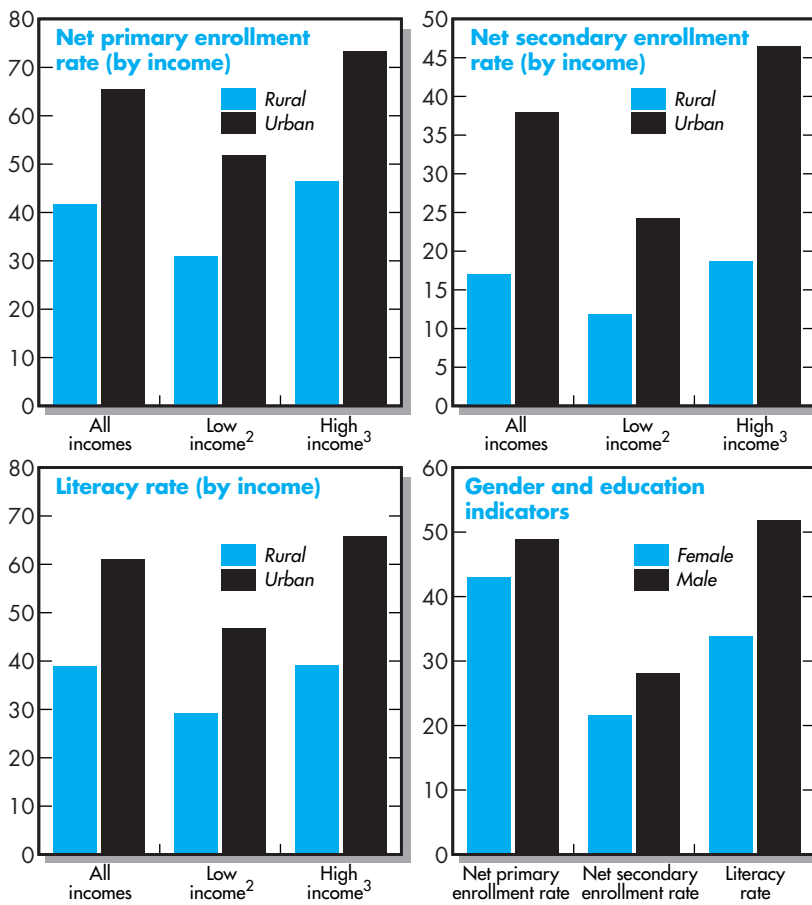 Net primary enrollment
rate (by income)
Rural
Urban
80
70
60
50
40
30
20
10
0
All
incomes
Low
income2
High
income3
Net secondary enrollment
rate (by income)
Rural
Urban
50
45
40
35
30
25
20
15
10
5
0
All
incomes
Low
income2
High
income3
Literacy rate (by income)
Rural
Urban
80
70
60
50
40
30
20
10
0
All
incomes
Low
income2
High
income3
Gender and education
indicators
Female
Male
60
50
40
30
20
10
0
Net primary
enrollment rate
Net secondary
enrollment rate
Literacy
rate